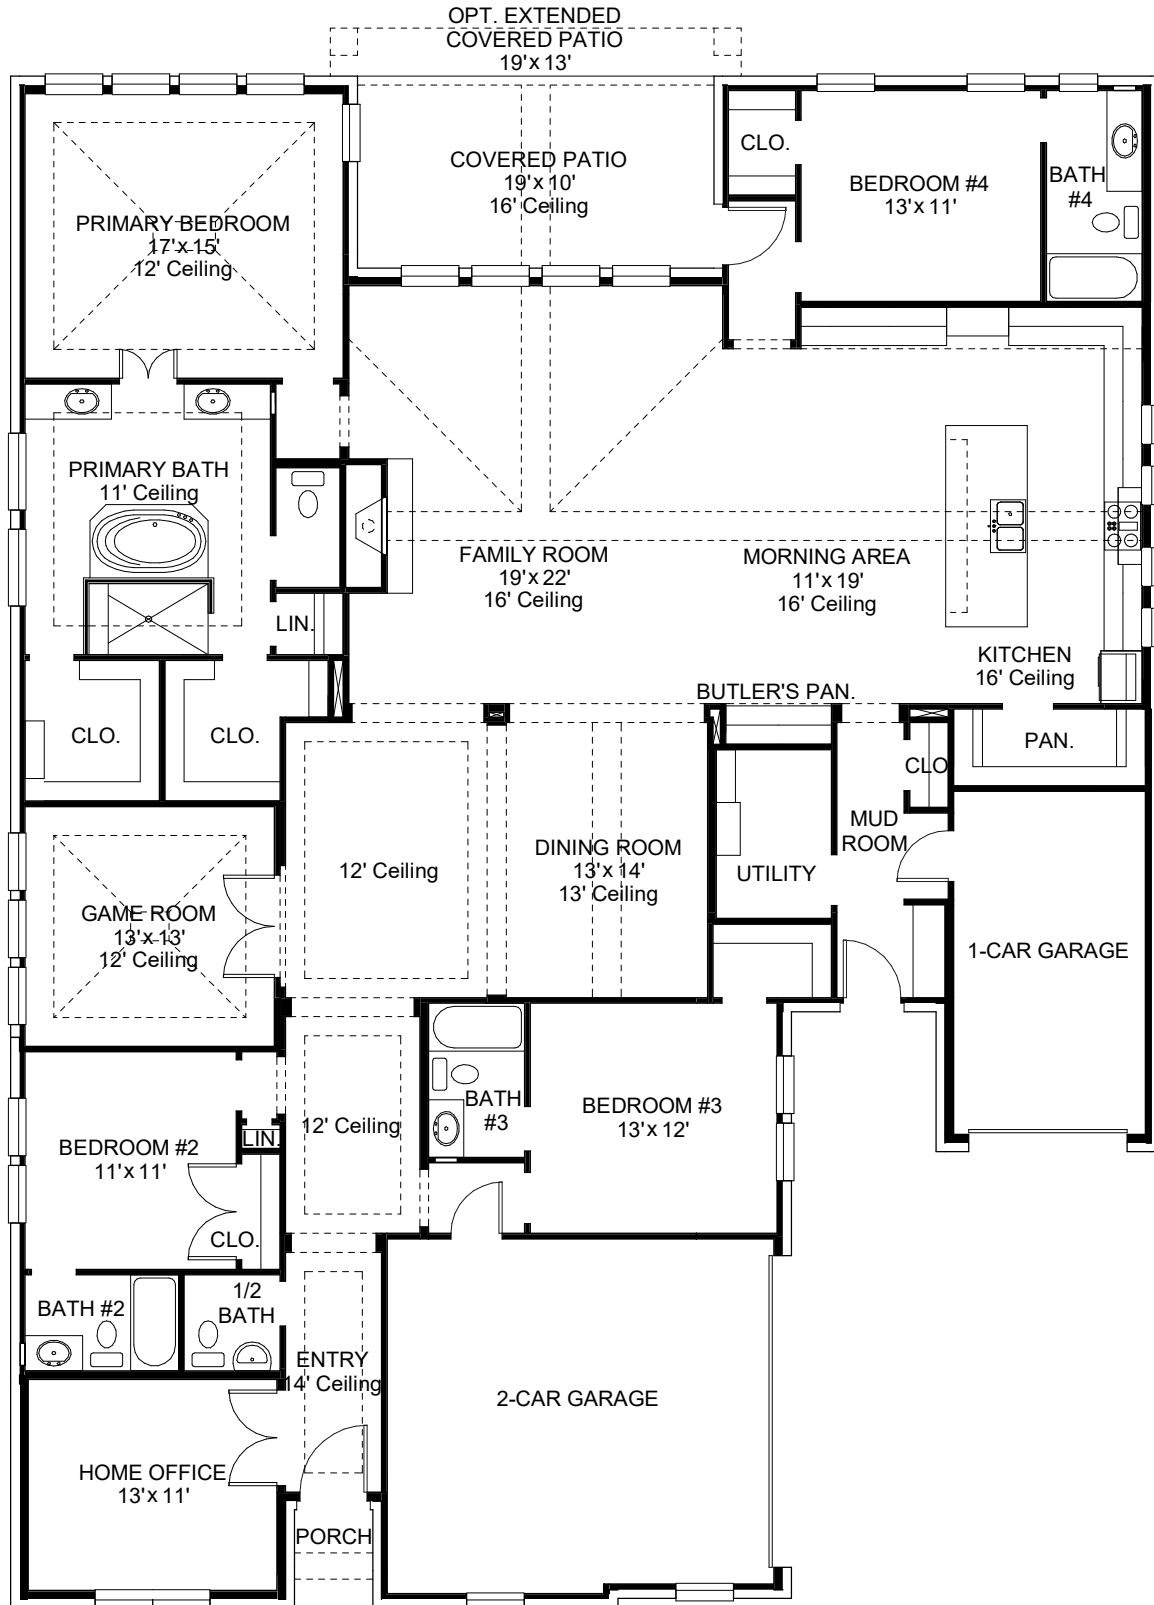 OPT. EXTENDED
COVERED PATIO
19'x 13'
COVERED PATIO
19'x 10'
16' Ceiling
CLO.
BEDROOM #4
13'x 11'
BATH
#4
PRIMARY BEDROOM
17'x 15'
12' Ceiling
PRIMARY BATH
11' Ceiling
FAMILY ROOM
19'x 22'
16' Ceiling
MORNING AREA
11'x 19'
16' Ceiling
LIN.
KITCHEN
16' Ceiling
BUTLER'S PAN.
CLO.
CLO.
PAN.
CLO
MUD
ROOM
DINING ROOM
13'x 14'
13' Ceiling
12' Ceiling
UTILITY
GAME ROOM
13'x 13'
12' Ceiling
1-CAR GARAGE
BATH
#3
BEDROOM #3
13'x 12'
12' Ceiling
LIN.
BEDROOM #2
11'x 11'
CLO.
1/2
BATH
BATH #2
ENTRY
14' Ceiling
2-CAR GARAGE
HOME OFFICE
13'x 11'
PORCH